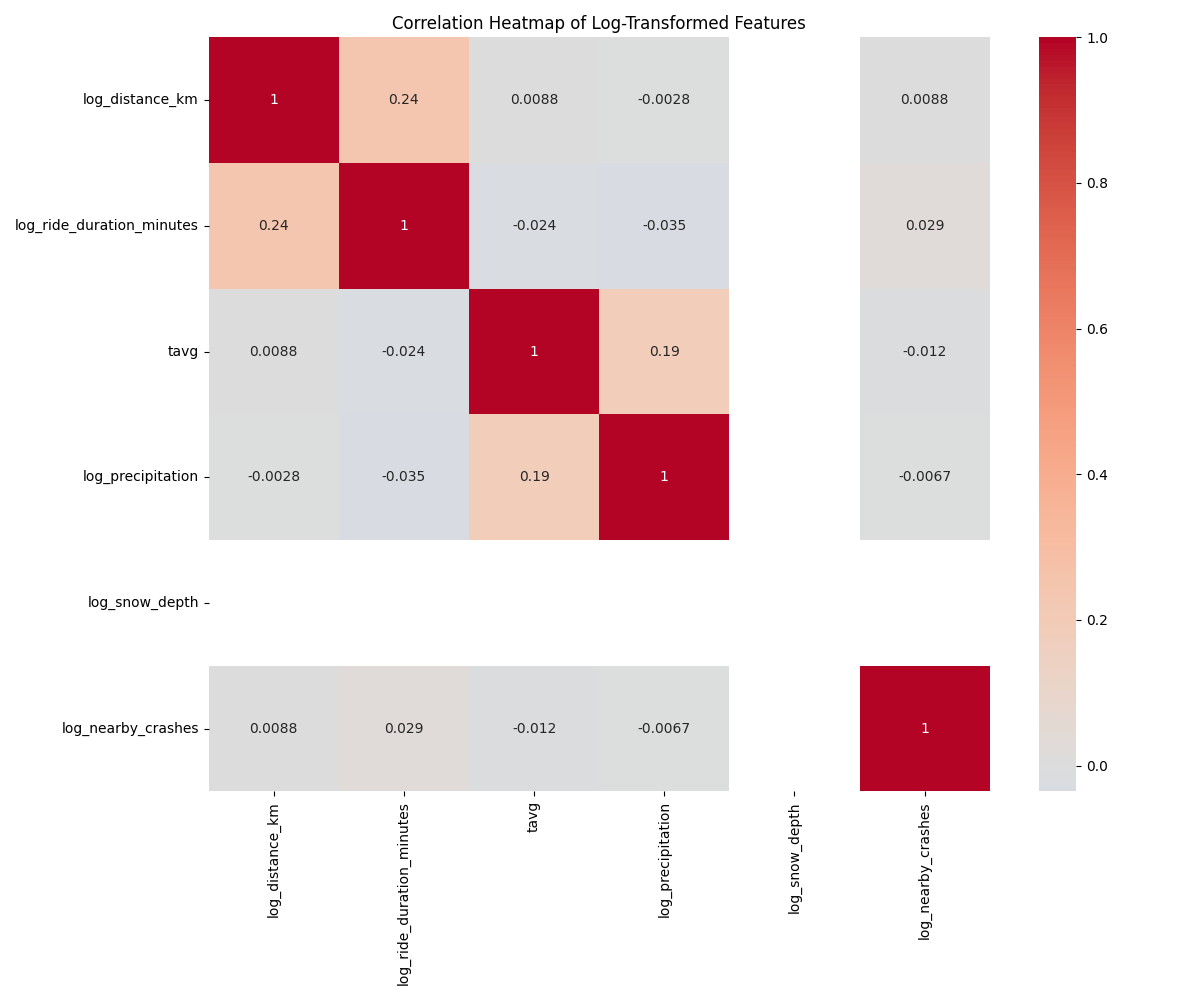 Correlation Heatmap of Log-Transformed Features
log_distance_km 1 0.24 0.0088 -0.0028 0.0088
log_ride_duration_minutes 0.24 1 -0.024 -0.035 0.029
tavg 0.0088 -0.024 1 0.19 -0.012
log_precipitation -0.0028 -0.035 0.19 1 -0.0067
log_snow_depth
log_nearby_crashes 0.0088 0.029 -0.012 -0.0067 1
log_distance_km
log_ride_duration_minutes
tavg
log_precipitation
log_snow_depth
log_nearby_crashes
1.0
0.8
0.6
0.4
0.2
0.0